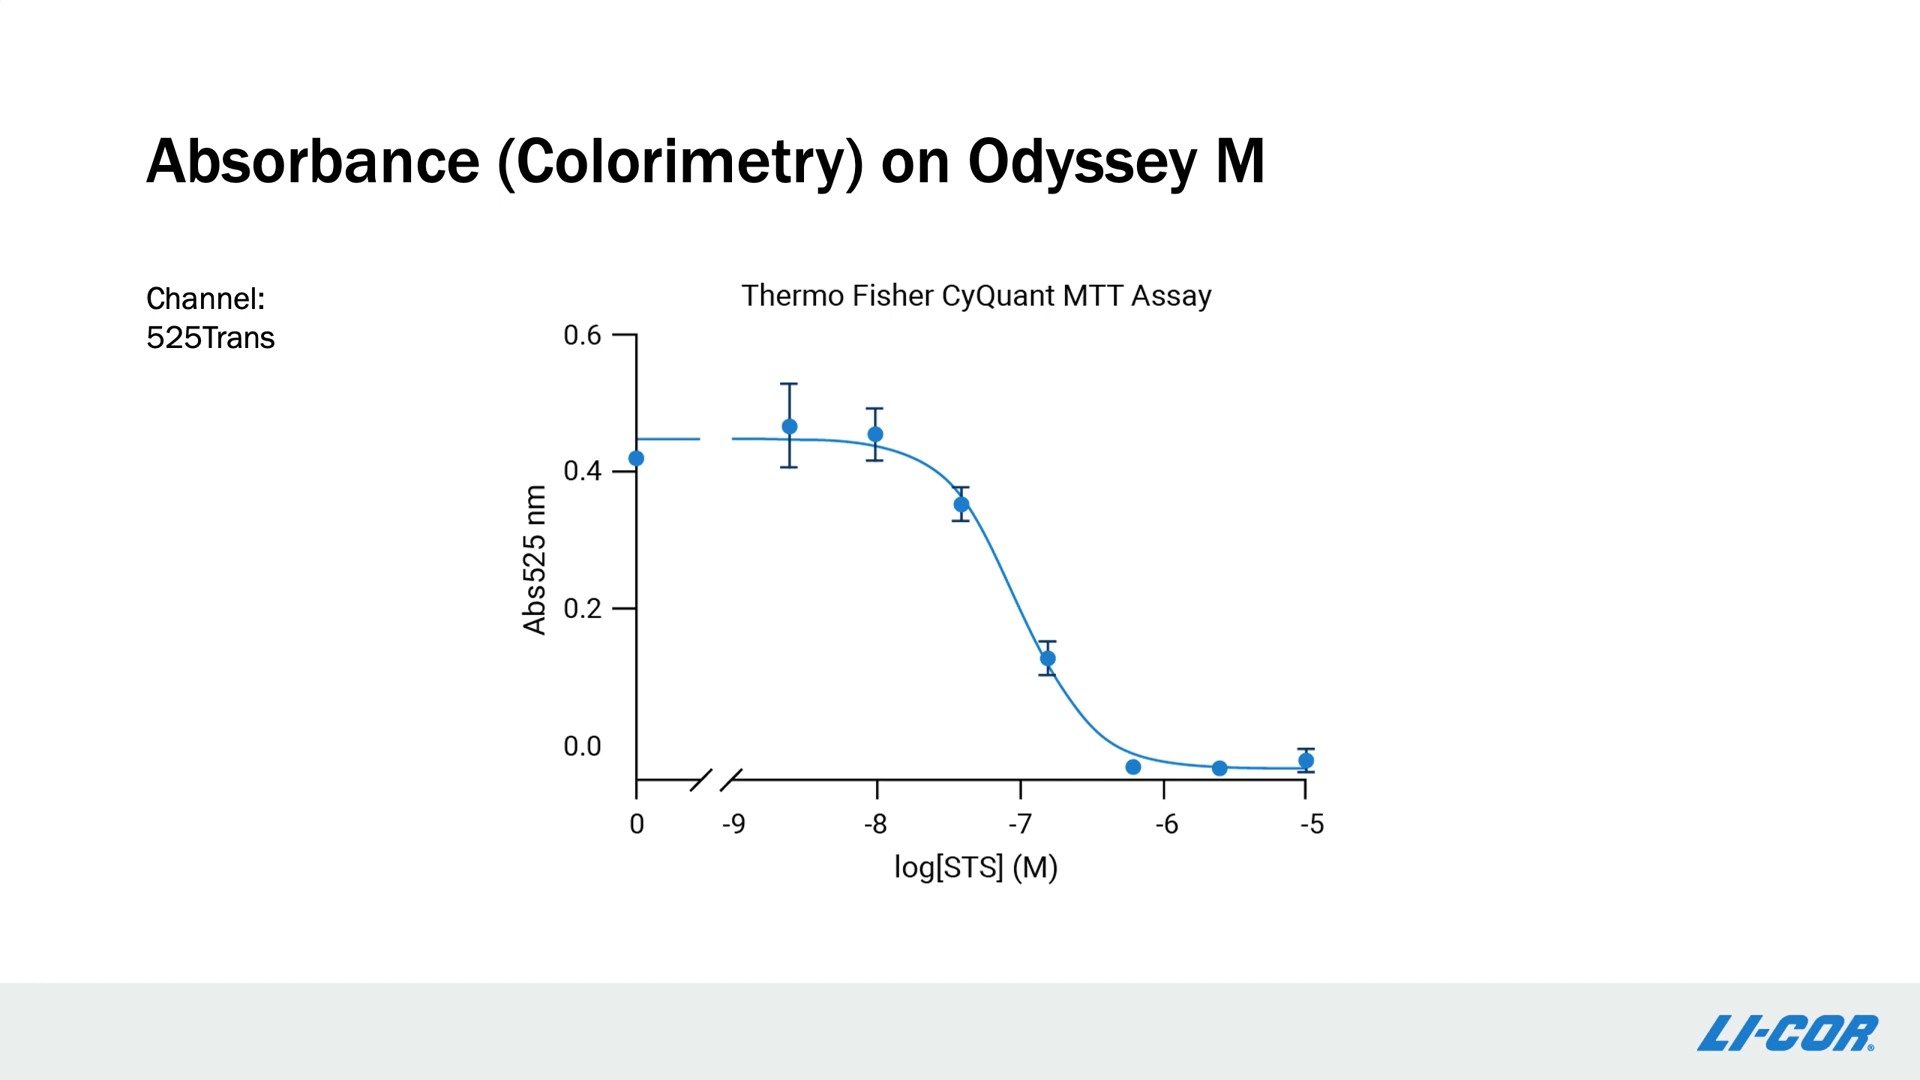 Absorbance (Colorimetry) on Odyssey M
Channel:
525Trans
Thermo Fisher CyQuant MTT Assay
Abs525 nm
0.6
0.4
0.2
0.0
0 -9 -8 -7 -6 -5
log[STS] (M)
LI-COR®